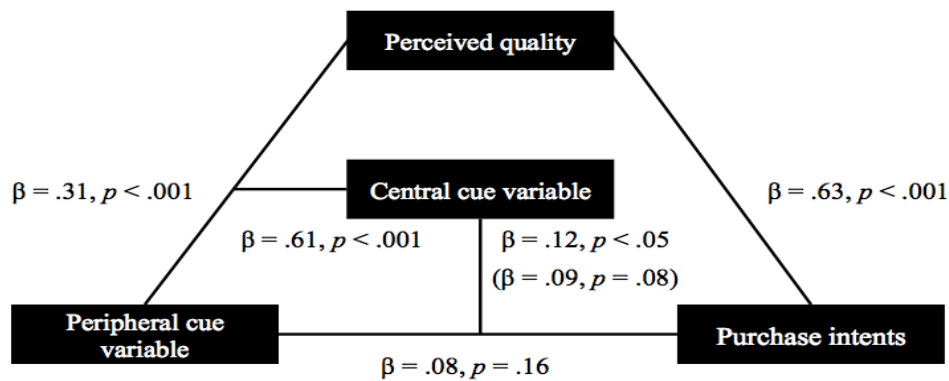 Perceived quality
Central cue variable
β = .31, p < .001
β = .63, p < .001
β = .61, p < .001
β = .12, p < .05
(β = .09, p = .08)
Peripheral cue
variable
Purchase intents
β = .08, p = .16